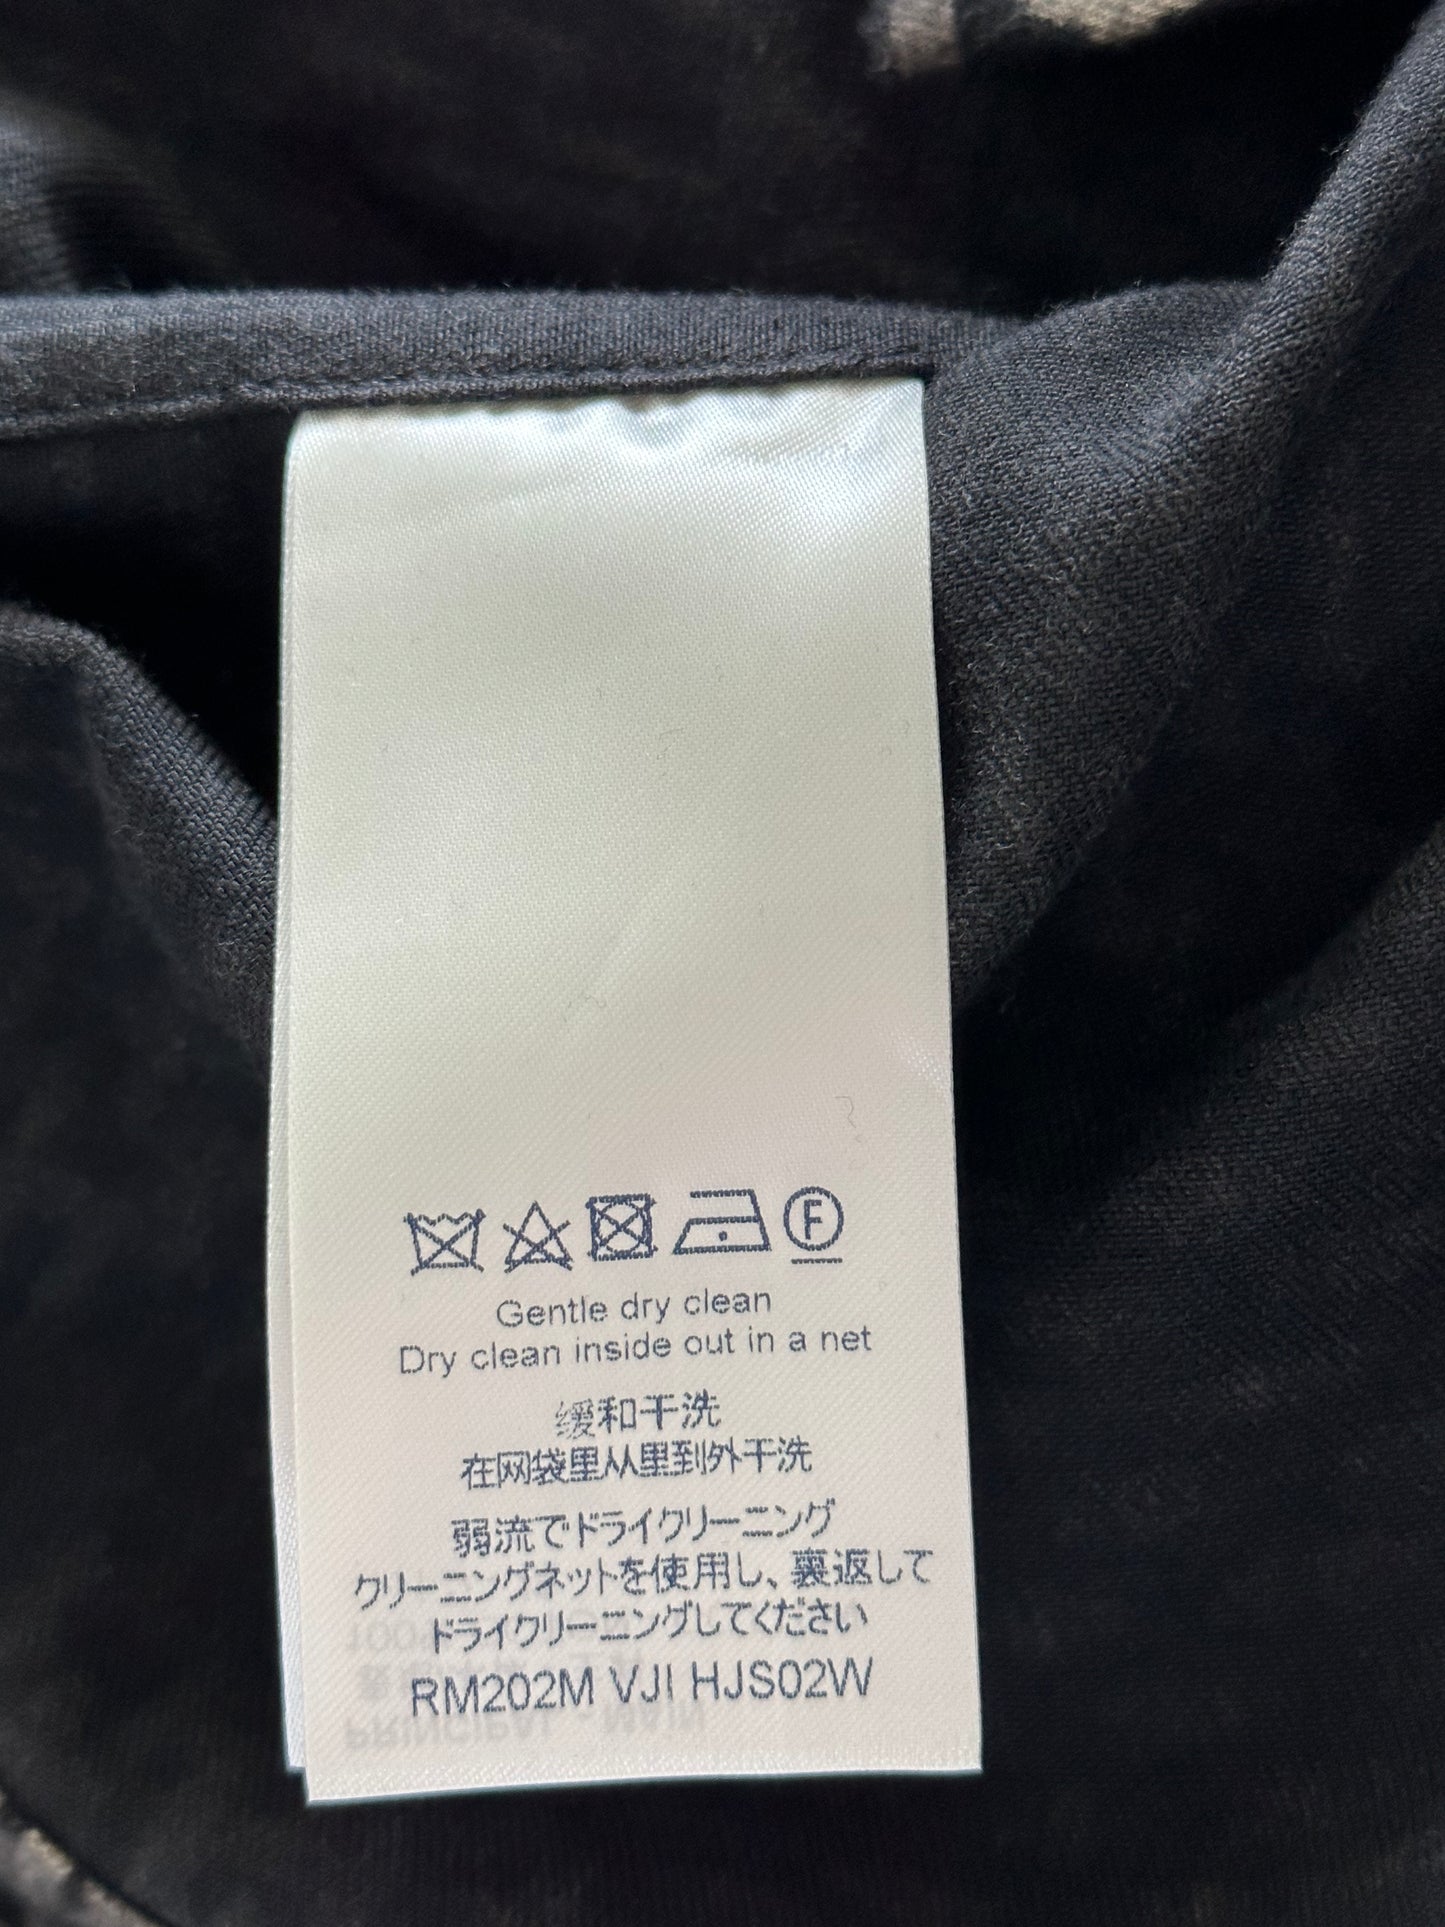 F
Gentle dry clean
Dry clean inside out in a net
缓和干洗
在网袋里从里到外干洗
弱流でドライクリーニング
クリーニングネットを使用し、裏返して
ドライクリーニングしてください
RM202M VJI HJS02W